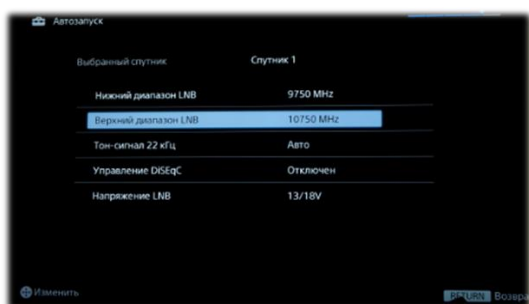 Автозапуск
Выбранный спутник Спутник 1
Нижний диапазон LNB 9750 MHz
Верхний диапазон LNB 10750 MHz
Тон-сигнал 22 кГц Авто
Управление DiSEqC Отключен
Напряжение LNB 13/18V
Изменить RETURN Возвра